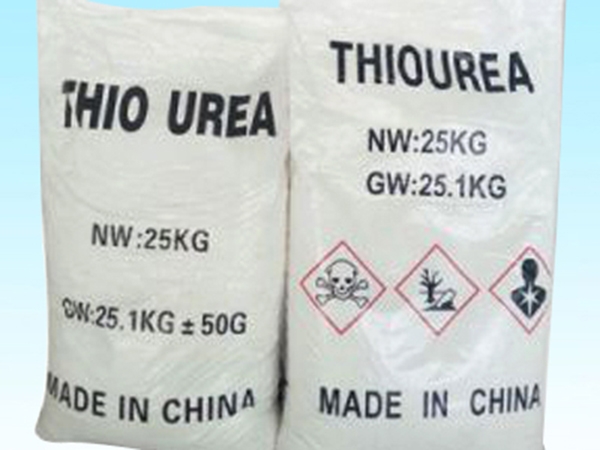 THIO UREA
NW:25KG
GW:25.1KG ± 50G
MADE IN CHINA
THIOUREA
NW:25KG
GW:25.1KG
MADE IN CHINA